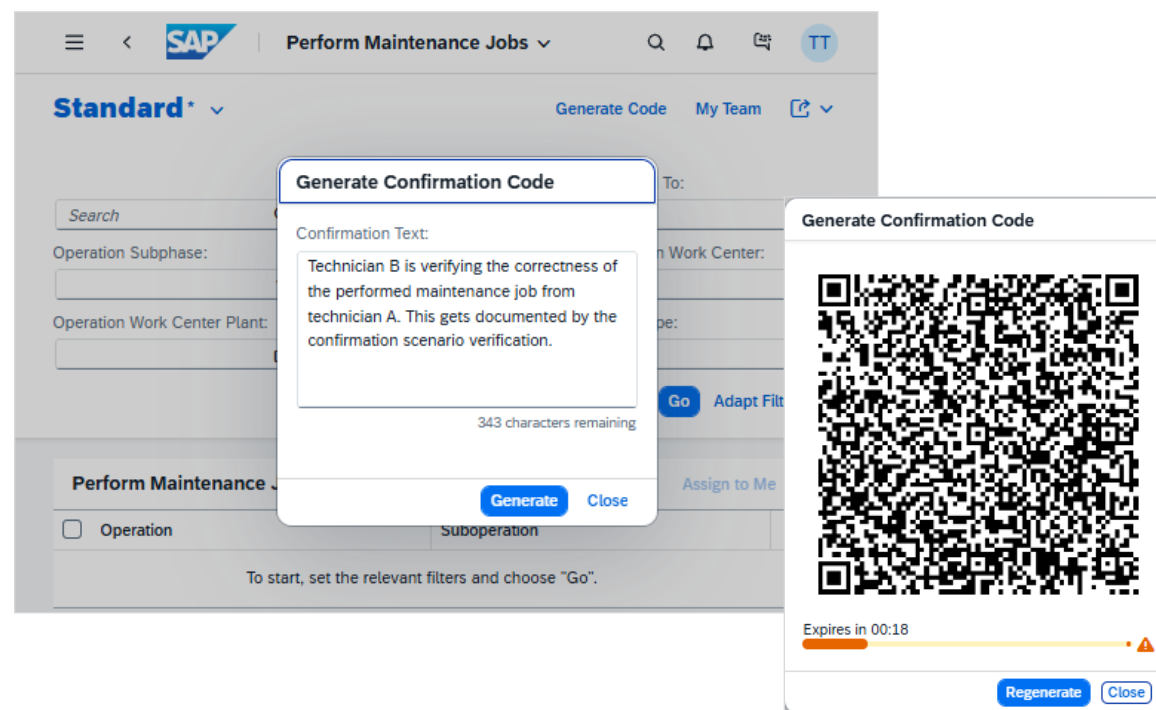 SAP
Perform Maintenance Jobs
TT
Standard *
Generate Code
My Team
Generate Confirmation Code
To:
Search
Confirmation Text:
Operation Subphase:
Technician B is verifying the correctness of
the performed maintenance job from
technician A. This gets documented by the
confirmation scenario verification.
n Work Center:
Operation Work Center Plant:
pe:
Go
Adapt Filt
343 characters remaining
Perform Maintenance J
Assign to Me
Generate
Close
Operation
Suboperation
To start, set the relevant filters and choose "Go".
Generate Confirmation Code
Expires in 00:18
Regenerate
Close